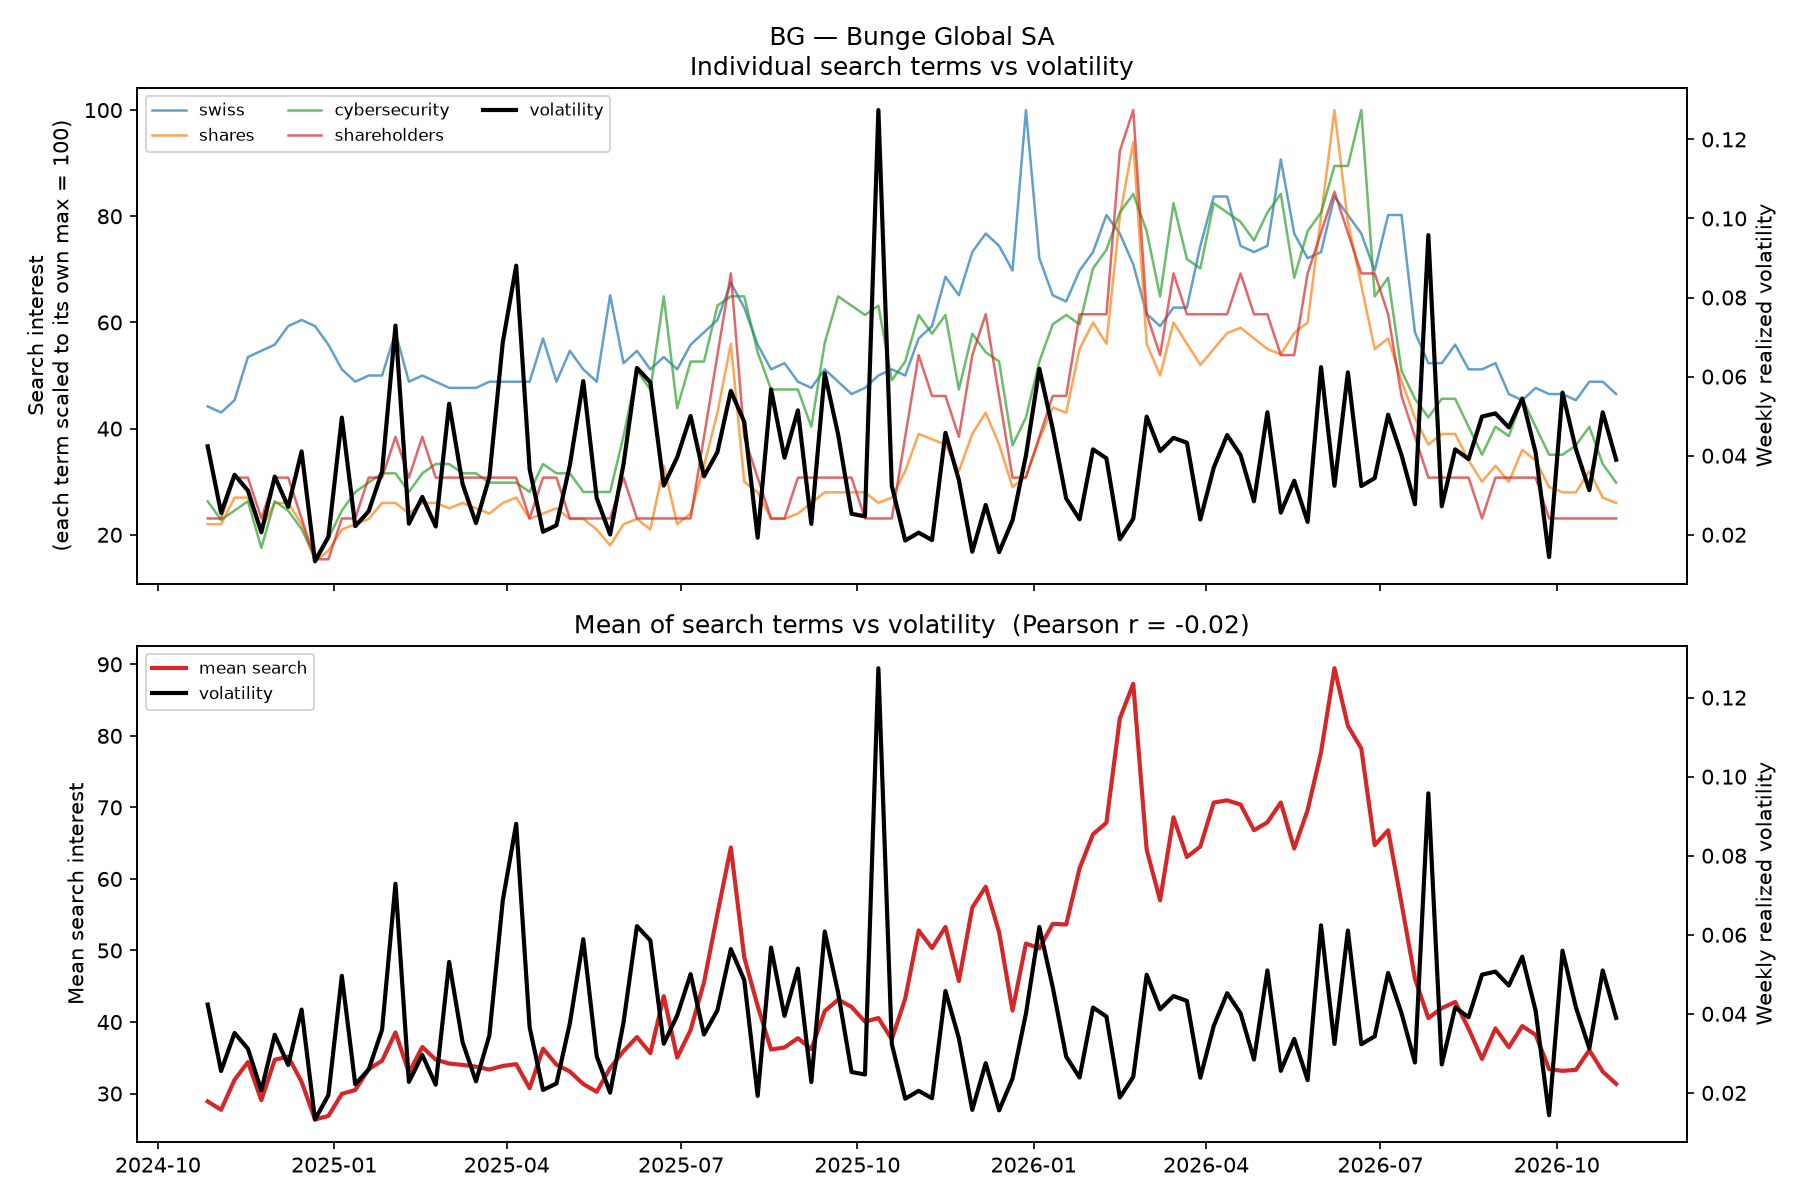 BG — Bunge Global SA
Individual search terms vs volatility
swiss
shares
cybersecurity
shareholders
volatility
Search interest
(each term scaled to its own max = 100)
100
80
60
40
20
0.12
0.10
0.08
0.06
0.04
0.02
Weekly realized volatility
Mean of search terms vs volatility (Pearson r = -0.02)
mean search
volatility
Mean search interest
90
80
70
60
50
40
30
0.12
0.10
0.08
0.06
0.04
0.02
Weekly realized volatility
2024-10
2025-01
2025-04
2025-07
2025-10
2026-01
2026-04
2026-07
2026-10